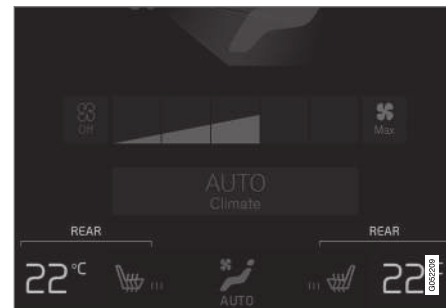 Off
Max
AUTO
Climate
REAR
REAR
22°C
22°
AUTO
G052209